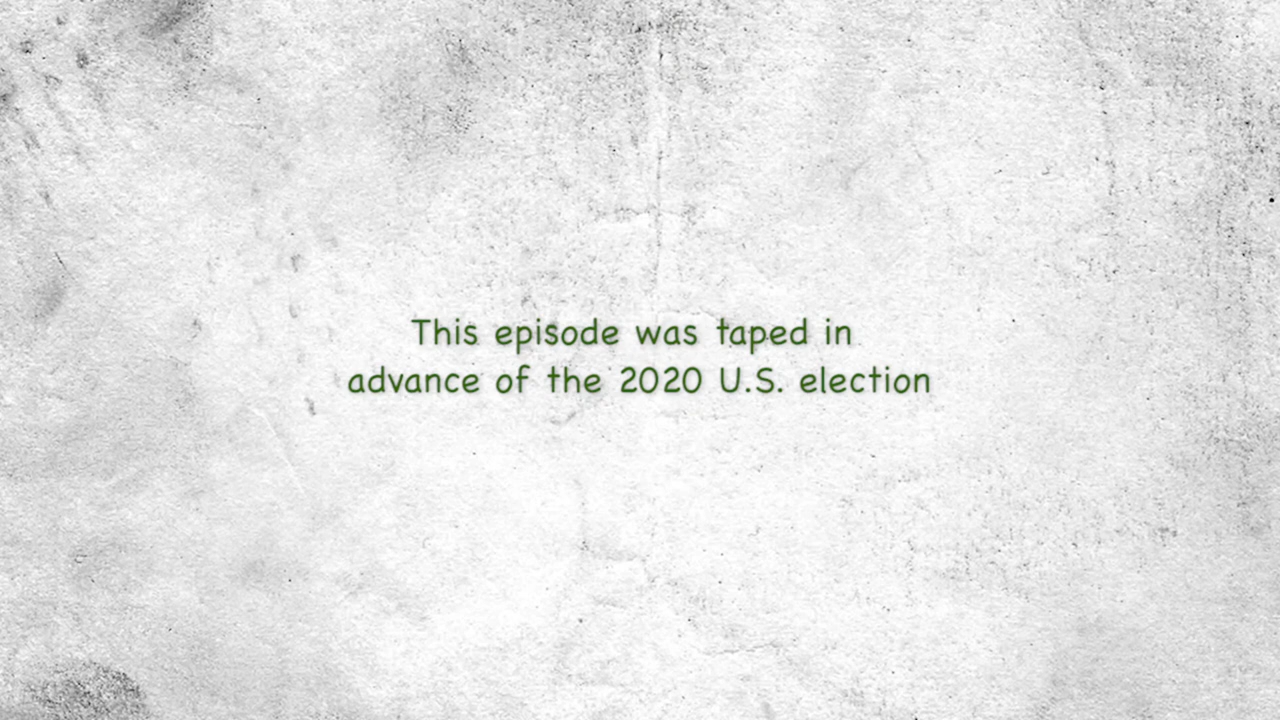 This episode was taped in
advance of the 2020 U.S. election